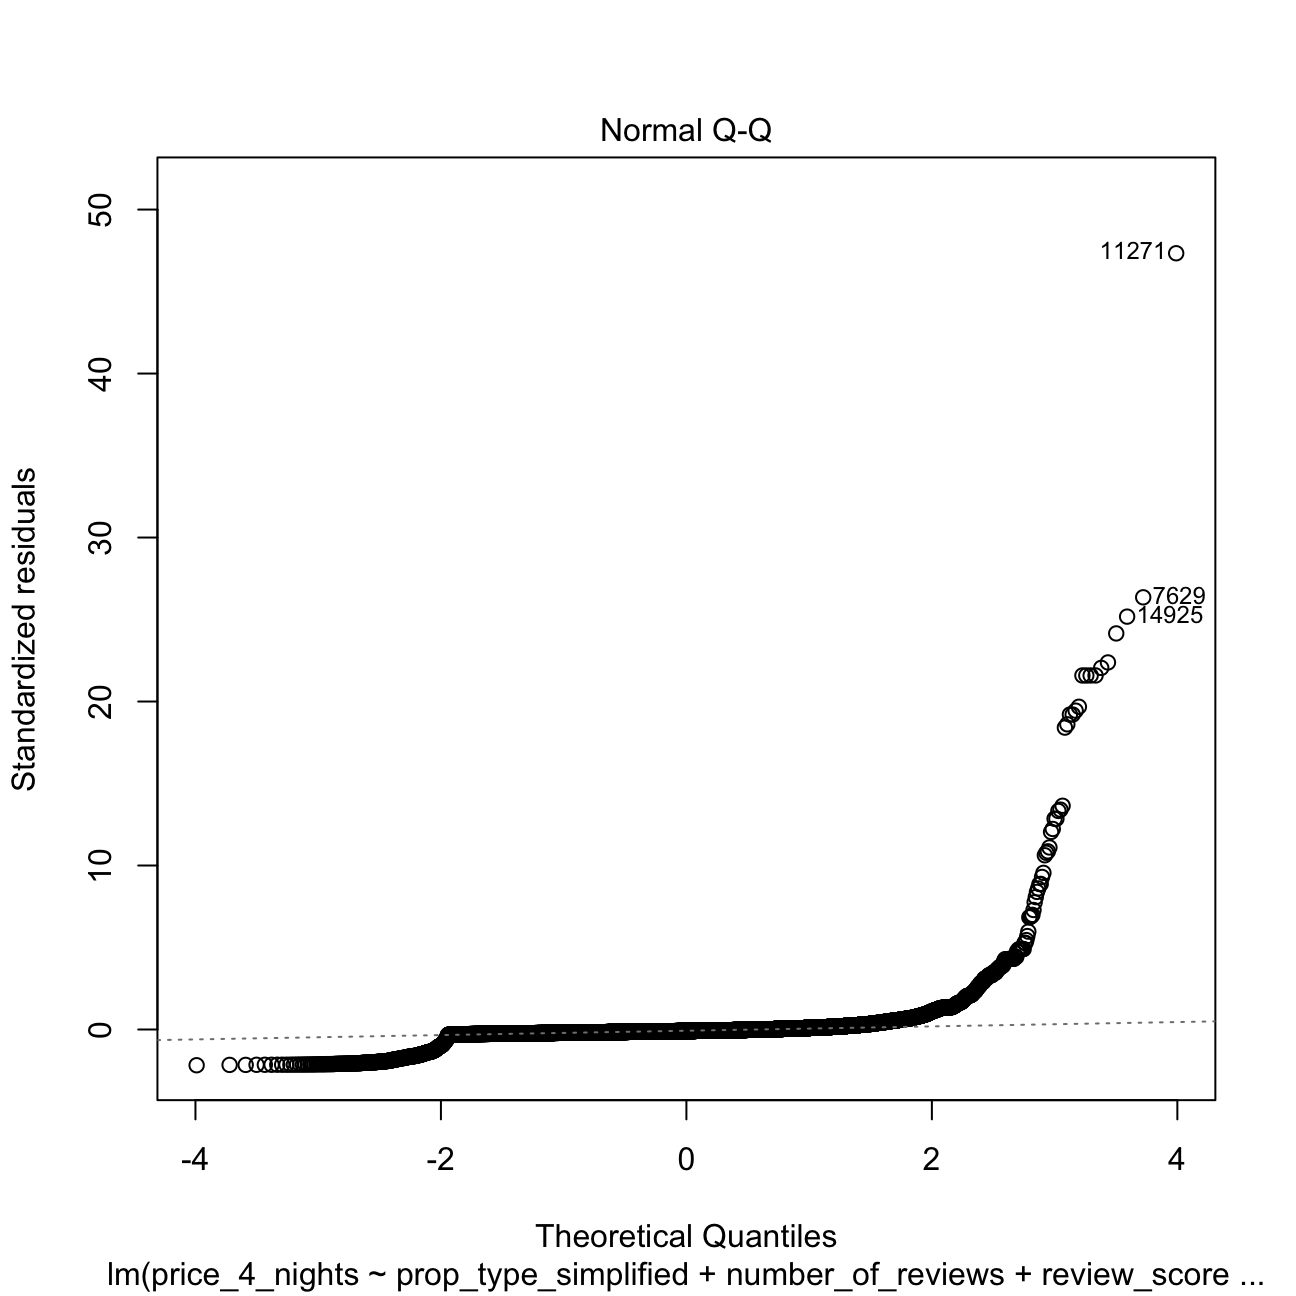 Normal Q-Q
50
40
30
20
10
0
Standardized residuals
11271
7629
14925
-4 -2 0 2 4
Theoretical Quantiles
lm(price_4_nights ~ prop_type_simplified + number_of_reviews + review_score ...